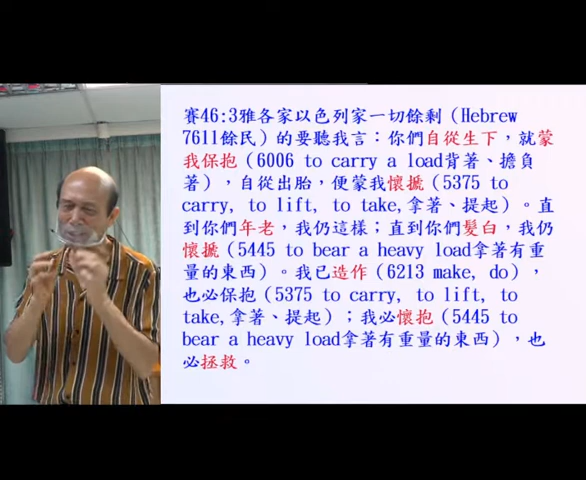 賽46:3雅各家以色列家一切餘剩（Hebrew
7611餘民）的要聽我言：你們自從生下，就蒙
我保抱（6006 to carry a load背著、擔負
著），自從出胎，便蒙我懷搋（5375 to
carry, to lift, to take,拿著、提起）。直
到你們年老，我仍這樣；直到你們髮白，我仍
懷搋（5445 to bear a heavy load拿著有重
量的東西）。我已造作（6213 make, do），
也必保抱（5375 to carry, to lift, to
take,拿著、提起）；我必懷抱（5445 to
bear a heavy load拿著有重量的東西），也
必拯救。